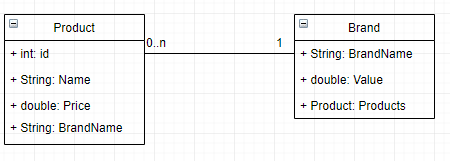 Product
+ int: id
+ String: Name
+ double: Price
+ String: BrandName
0..n
1
Brand
+ String: BrandName
+ double: Value
+ Product: Products